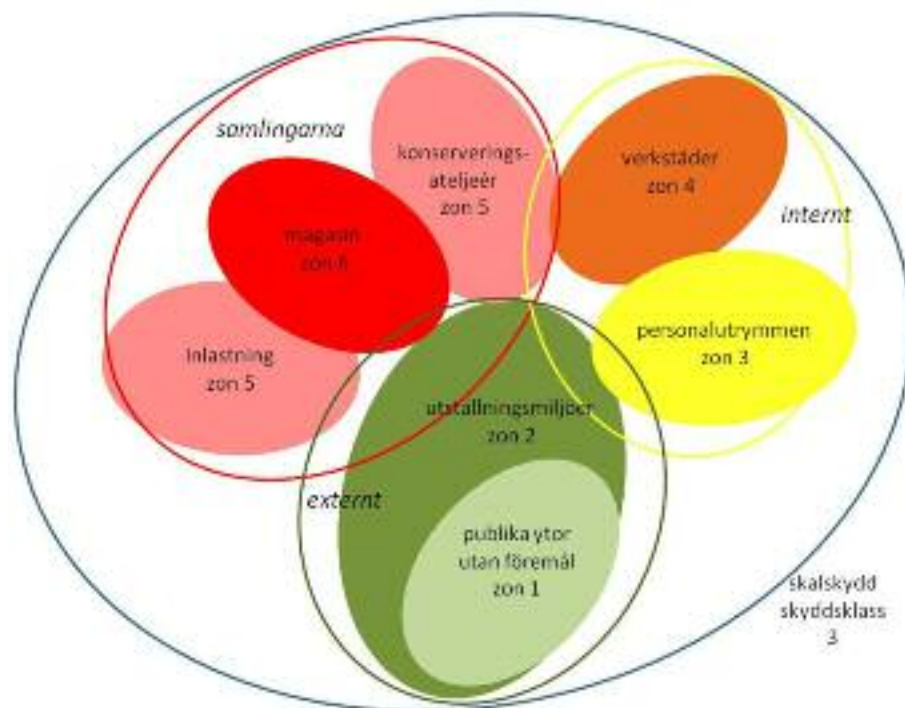 samlingarna
konserverings-
ateljéer
zon 5
verkstäder
zon 4
internt
magasin
zon 6
personalutrymmen
zon 3
Inlastning
zon 5
utställningsmiljöer
zon 2
externt
publika ytor
utan föremål
zon 1
skalskydd
skyddsklass
3